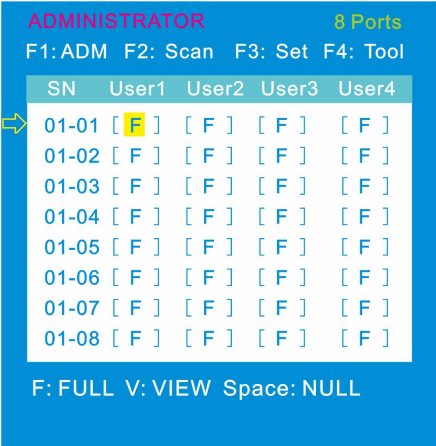 ADMINISTRATOR 8 Ports
F1: ADM F2: Scan F3: Set F4: Tool
SN User1 User2 User3 User4
01-01 [ F ] [ F ] [ F ] [ F ]
01-02 [ F ] [ F ] [ F ] [ F ]
01-03 [ F ] [ F ] [ F ] [ F ]
01-04 [ F ] [ F ] [ F ] [ F ]
01-05 [ F ] [ F ] [ F ] [ F ]
01-06 [ F ] [ F ] [ F ] [ F ]
01-07 [ F ] [ F ] [ F ] [ F ]
01-08 [ F ] [ F ] [ F ] [ F ]
F: FULL V: VIEW Space: NULL